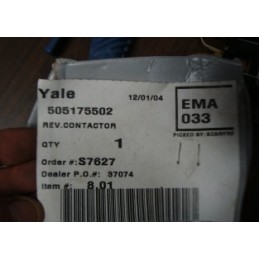 Yale
12/01/04
EMA
033
505175502
REV.CONTACTOR
PICKED BY:
QTY 1
Order #:S7627
Dealer P.O.#: 37074
Item #: 8.01